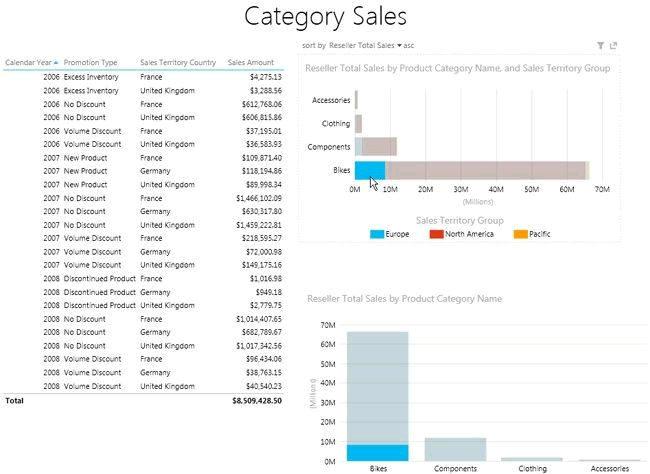 Category Sales
Calendar Year Promotion Type Sales Territory Country Sales Amount
2006 Excess Inventory France $4,275.13
2006 Excess Inventory United Kingdom $3,288.56
2006 No Discount France $612,768.06
2006 No Discount United Kingdom $606,815.86
2006 Volume Discount France $37,195.01
2006 Volume Discount United Kingdom $36,583.93
2007 New Product France $109,871.40
2007 New Product Germany $118,194.86
2007 New Product United Kingdom $89,998.34
2007 No Discount France $1,466,102.09
2007 No Discount Germany $630,317.80
2007 No Discount United Kingdom $1,459,222.81
2007 Volume Discount France $218,595.27
2007 Volume Discount Germany $72,000.98
2007 Volume Discount United Kingdom $149,175.16
2008 Discontinued Product France $1,016.98
2008 Discontinued Product Germany $949.18
2008 Discontinued Product United Kingdom $2,779.75
2008 No Discount France $1,014,407.65
2008 No Discount Germany $682,789.67
2008 No Discount United Kingdom $1,017,342.56
2008 Volume Discount France $96,434.06
2008 Volume Discount Germany $38,763.15
2008 Volume Discount United Kingdom $40,540.23
Total $8,509,428.50
sort by Reseller Total Sales asc
Reseller Total Sales by Product Category Name, and Sales Territory Group
Accessories
Clothing
Components
Bikes
0M 10M 20M 30M 40M 50M 60M 70M
(Millions)
Sales Territory Group
Europe North America Pacific
Reseller Total Sales by Product Category Name
70M
60M
50M
40M
30M
20M
10M
0M
(Millions)
Bikes Components Clothing Accessories